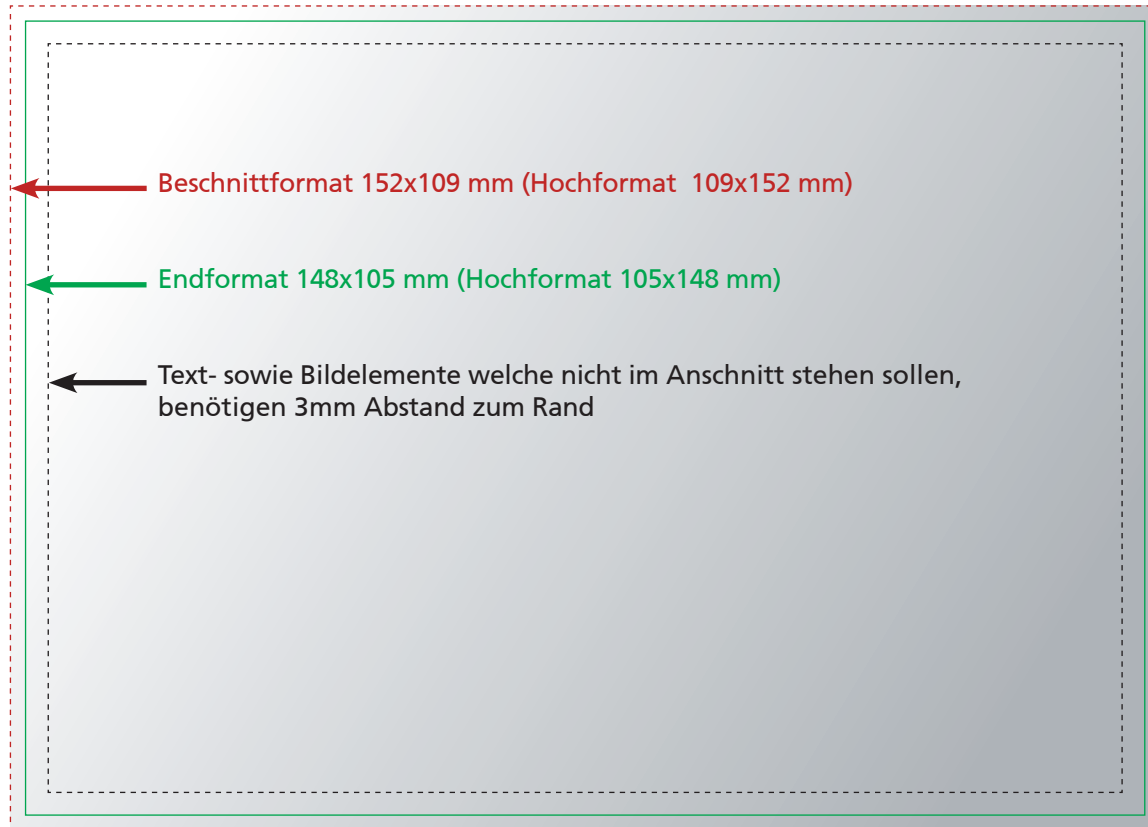 Beschnittformat 152x109 mm (Hochformat  109x152 mm)
Endformat 148x105 mm (Hochformat 105x148 mm)
Text- sowie Bildelemente welche nicht im Anschnitt stehen sollen,
benötigen 3mm Abstand zum Rand